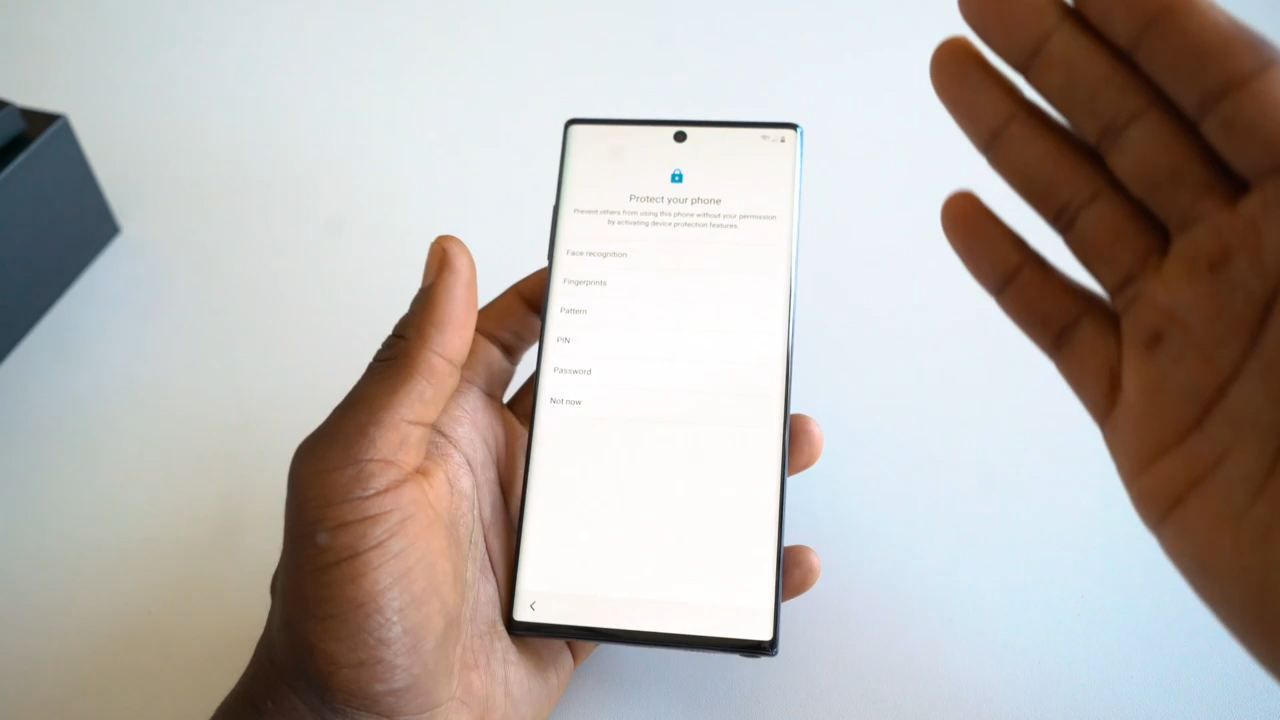 Protect your phone
Prevent others from using this phone without your permission
by activating device protection features.
Face recognition
Fingerprints
Pattern
PIN
Password
Not now